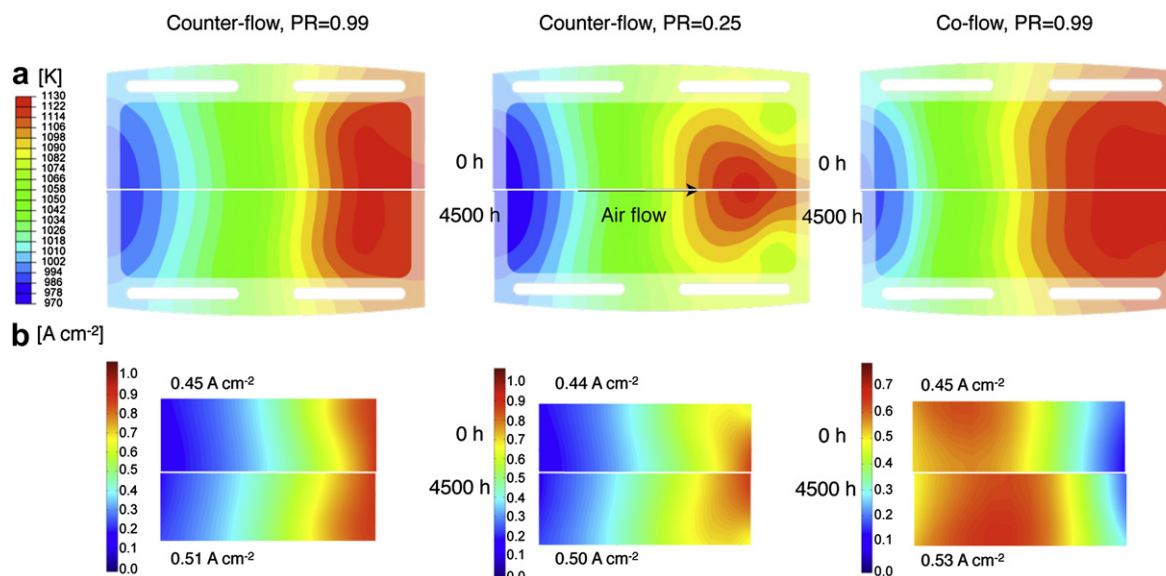 Counter-flow, PR=0.99 Counter-flow, PR=0.25 Co-flow, PR=0.99
a [K]
1130
1122
1114
1106
1098
1090
1082
1074
1066
1058
1050
1042
1034
1026
1018
1010
1002
994
986
978
970
0 h 0 h
4500 h Air flow 4500 h
b [A cm-2]
0.45 A cm-2 0.44 A cm-2 0.45 A cm-2
1.0 1.0 0.7
0.9 0.9 0.6
0.8 0.8 0.5
0.7 0.7 0.4
0.6 0.6 0.3
0.5 0.5 0.2
0.4 0.4 0.1
0.3 0.3 0.0
0.2 0.2
0.1 0.1
0.0 0.0
0 h 0 h
4500 h 4500 h
0.51 A cm-2 0.50 A cm-2 0.53 A cm-2